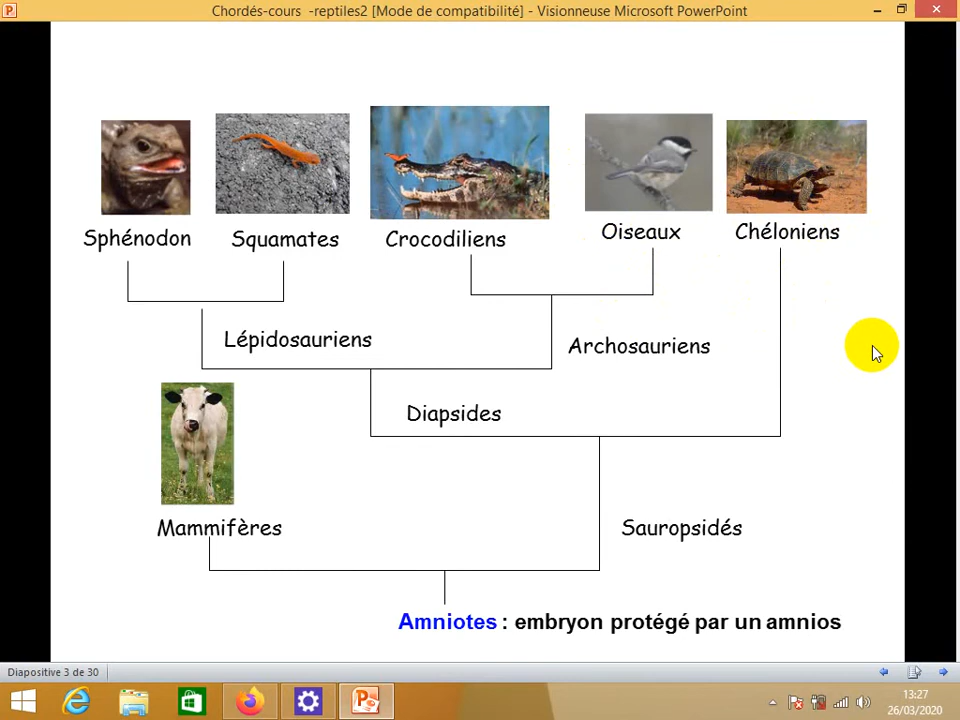 Chordés-cours -reptiles2 [Mode de compatibilité] - Visionneuse Microsoft PowerPoint
Sphénodon
Squamates
Crocodiliens
Oiseaux
Chéloniens
Lépidosauriens
Archosauriens
Diapsides
Mammifères
Sauropsidés
Amniotes : embryon protégé par un amnios
Diapositive 3 de 30
13:27
26/03/2020